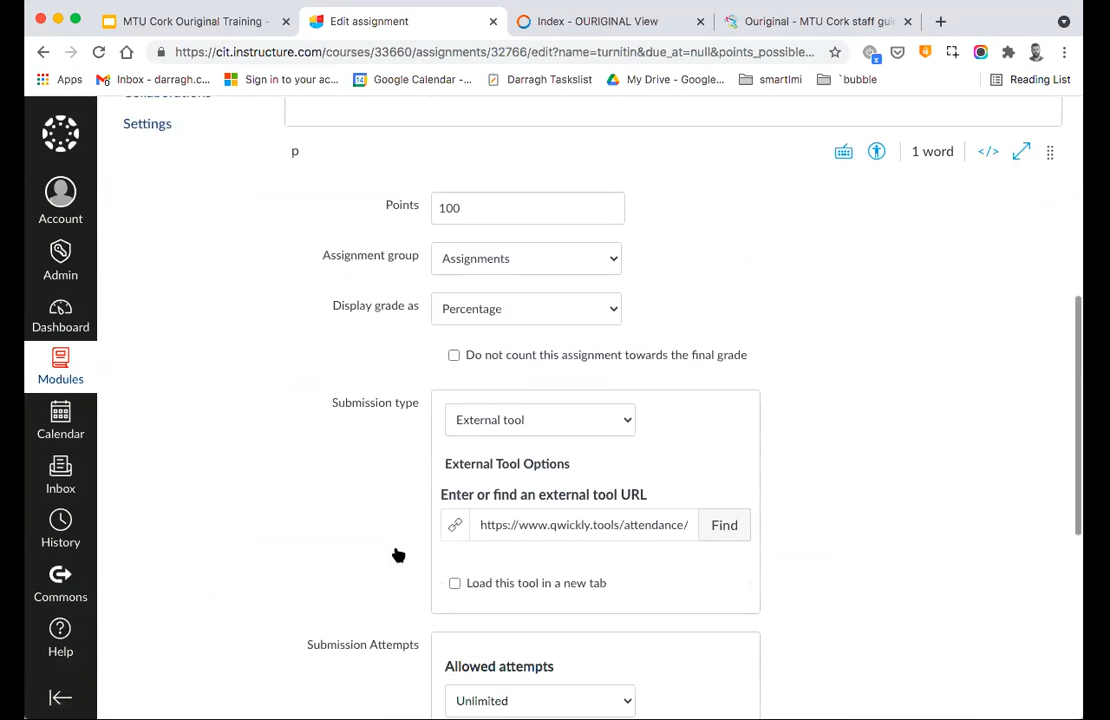 MTU Cork Ouriginal Training -
Edit assignment
Index - OURIGINAL View
Ouriginal - MTU Cork staff guid
https://cit.instructure.com/courses/33660/assignments/32766/edit?name=turnitin&due_at=null&points_possible...
Apps
Inbox - darragh.c...
Sign in to your ac...
Google Calendar -...
Darragh Taskslist
My Drive - Google...
smartlmi
`bubble
Reading List
Settings
p
1 word
</>
Points
100
Account
Assignment group
Assignments
Admin
Display grade as
Percentage
Dashboard
Do not count this assignment towards the final grade
Modules
Submission type
External tool
Calendar
External Tool Options
Enter or find an external tool URL
Inbox
https://www.qwickly.tools/attendance/
Find
History
Load this tool in a new tab
Commons
Submission Attempts
Help
Allowed attempts
Unlimited